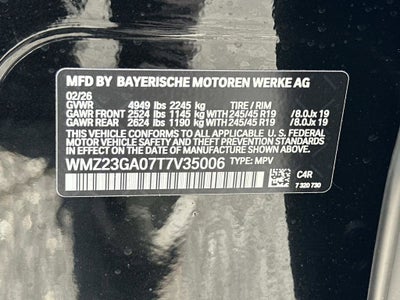 MFD BY BAYERISCHE MOTOREN WERKE AG
02/26
GVWR 4949 lbs 2245 kg TIRE / RIM
GAWR FRONT 2524 lbs 1145 kg 245/45 R19 / 8.0J x 19
GAWR REAR 2624 lbs 1190 kg 245/45 R19 / 8.0J x 19
THIS VEHICLE CONFORMS TO ALL APPLICABLE U. S. FEDERAL
MOTOR VEHICLE SAFETY AND THEFT PREVENTION STANDARDS
IN EFFECT ON THE DATE OF MANUFACTURE SHOWN ABOVE.
WMZ23GA07T7V35006 TYPE: MPV
C4R
7 320 730